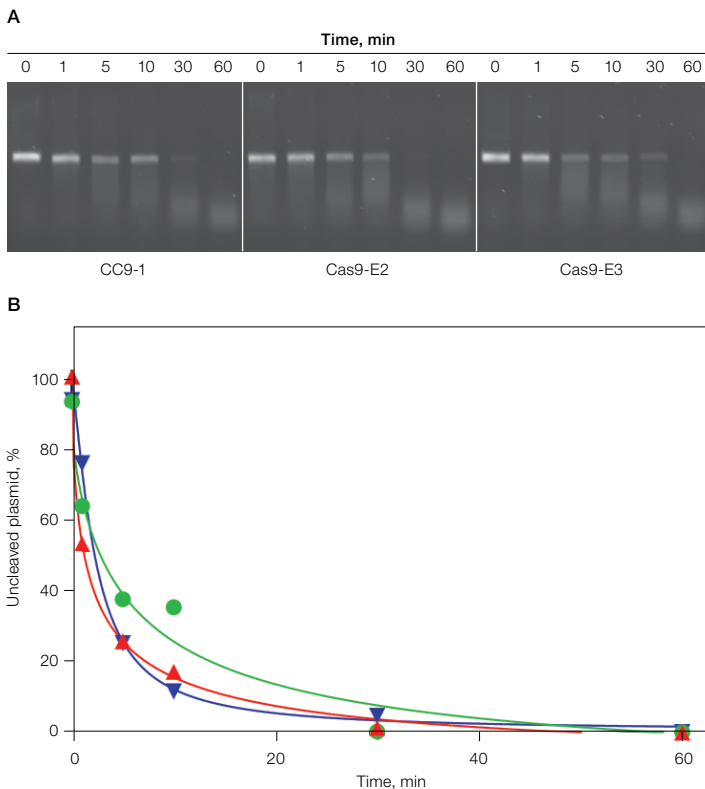 A
Time, min
0 1 5 10 30 60 0 1 5 10 30 60 0 1 5 10 30 60
CC9-1 Cas9-E2 Cas9-E3
B
100
80
60
40
20
0
Uncleaved plasmid, %
0 20 40 60
Time, min